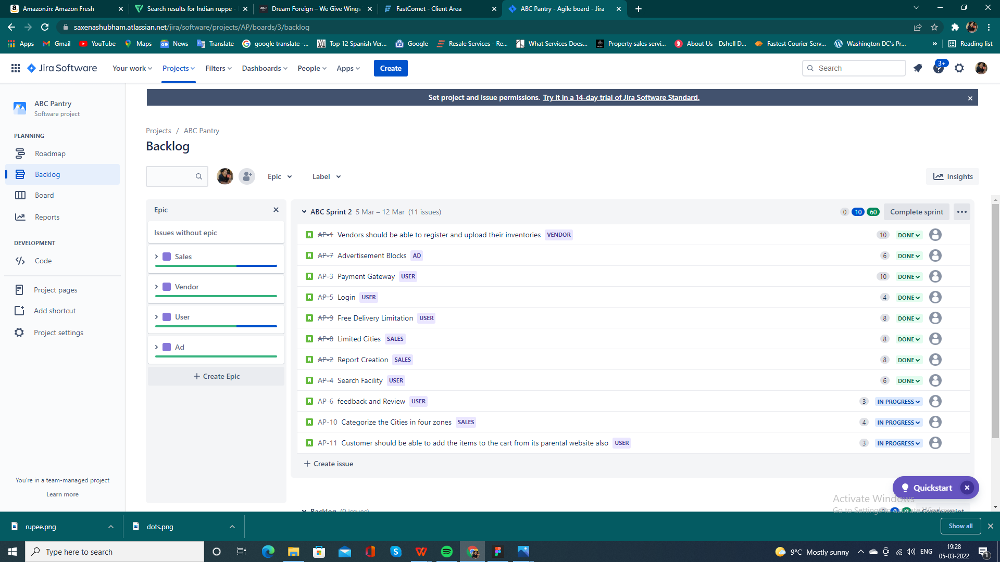 Amazon.in: Amazon Fresh
Search results for Indian ruppe -
Dream Foreign – We Give Wings
FastComet - Client Area
ABC Pantry - Agile board - Jira
saxenashubham.atlassian.net/jira/software/projects/AP/boards/3/backlog
Apps Gmail YouTube Maps News Translate google translate -... Top 12 Spanish Ver... Google Resale Services - Re... What Services Does... Property sales servi... About Us - Dshell D... Fastest Courier Serv... Washington DC's Pr... » Reading list
Jira Software Your work Projects Filters Dashboards People Apps Create Search 3+
ABC Pantry
Software project
Set project and issue permissions. Try it in a 14-day trial of Jira Software Standard.
PLANNING
Roadmap
Backlog
Board
Reports
DEVELOPMENT
Code
Project pages
Add shortcut
Project settings
You're in a team-managed project
Learn more
Projects / ABC Pantry
Backlog
Epic Label Insights
Epic
Issues without epic
Sales
Vendor
User
Ad
+ Create Epic
ABC Sprint 2 5 Mar – 12 Mar (11 issues) 0 10 60 Complete sprint
AP-1 Vendors should be able to register and upload their inventories VENDOR 10 DONE
AP-7 Advertisement Blocks AD 6 DONE
AP-3 Payment Gateway USER 10 DONE
AP-5 Login USER 4 DONE
AP-9 Free Delivery Limitation USER 8 DONE
AP-8 Limited Cities SALES 8 DONE
AP-2 Report Creation SALES 8 DONE
AP-4 Search Facility USER 6 DONE
AP-6 feedback and Review USER 3 IN PROGRESS
AP-10 Categorize the Cities in four zones SALES 4 IN PROGRESS
AP-11 Customer should be able to add the items to the cart from its parental website also USER 3 IN PROGRESS
+ Create issue
Quickstart
Activate Windows
Go to Settings to activate Windows.
Backlog (0 issues) 0 0 0 Create sprint
rupee.png
dots.png
Show all
Type here to search
9°C Mostly sunny
ENG
19:28
05-03-2022
1